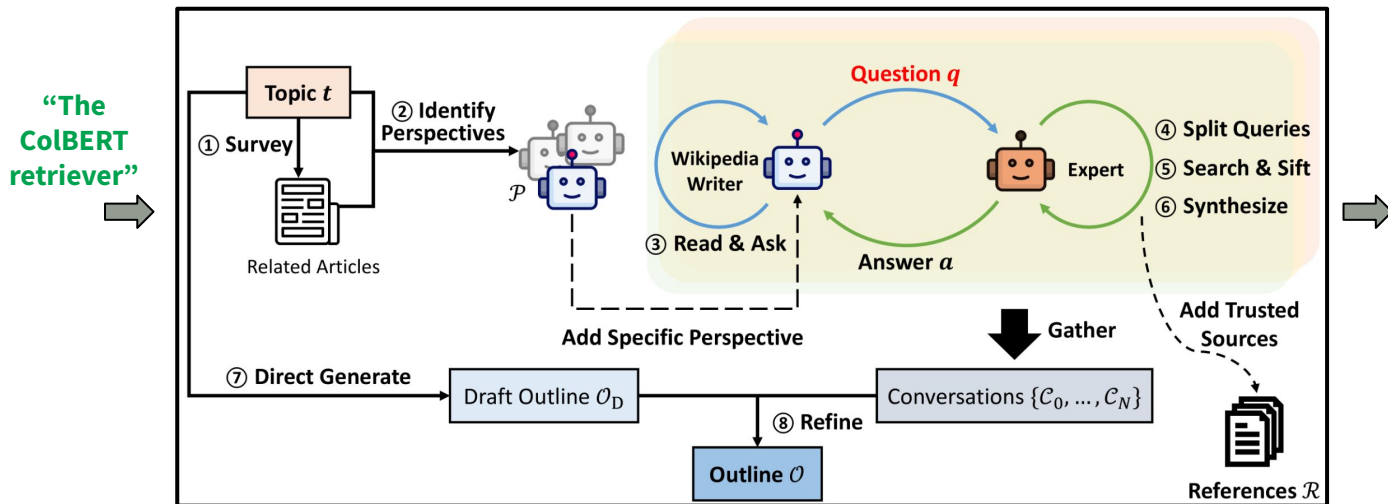 “The
ColBERT
retriever”
Topic t
① Survey
Related Articles
② Identify
Perspectives
𝒫
Question q
Wikipedia
Writer
Expert
③ Read & Ask
Answer a
④ Split Queries
⑤ Search & Sift
⑥ Synthesize
Add Specific Perspective
Gather
Add Trusted
Sources
⑦ Direct Generate
Draft Outline 𝒪D
Conversations {𝒞0, …, 𝒞N}
⑧ Refine
Outline 𝒪
References ℛ